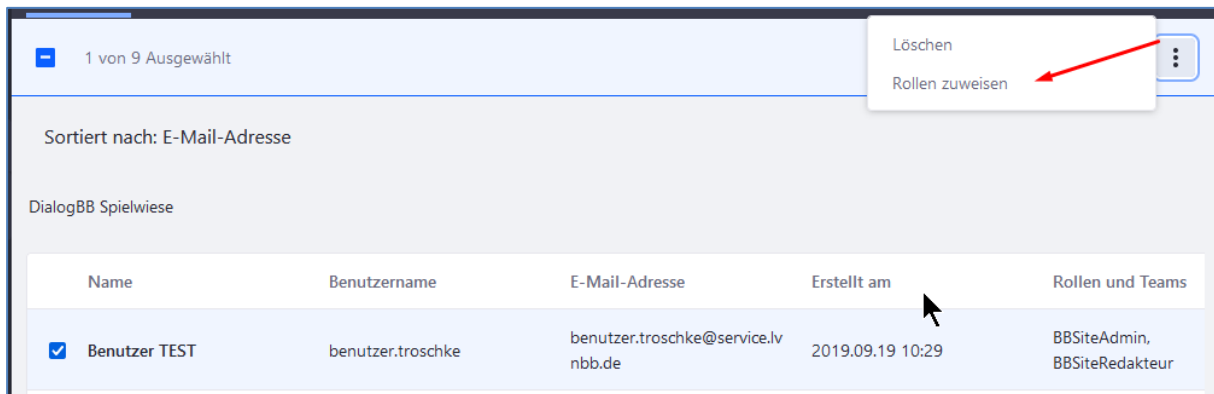 Löschen
1 von 9 Ausgewählt
Rollen zuweisen
Sortiert nach: E-Mail-Adresse
DialogBB Spielwiese
Name Benutzername E-Mail-Adresse Erstellt am Rollen und Teams
Benutzer TEST benutzer.troschke benutzer.troschke@service.lv 2019.09.19 10:29 BBSiteAdmin,
nbb.de BBSiteRedakteur